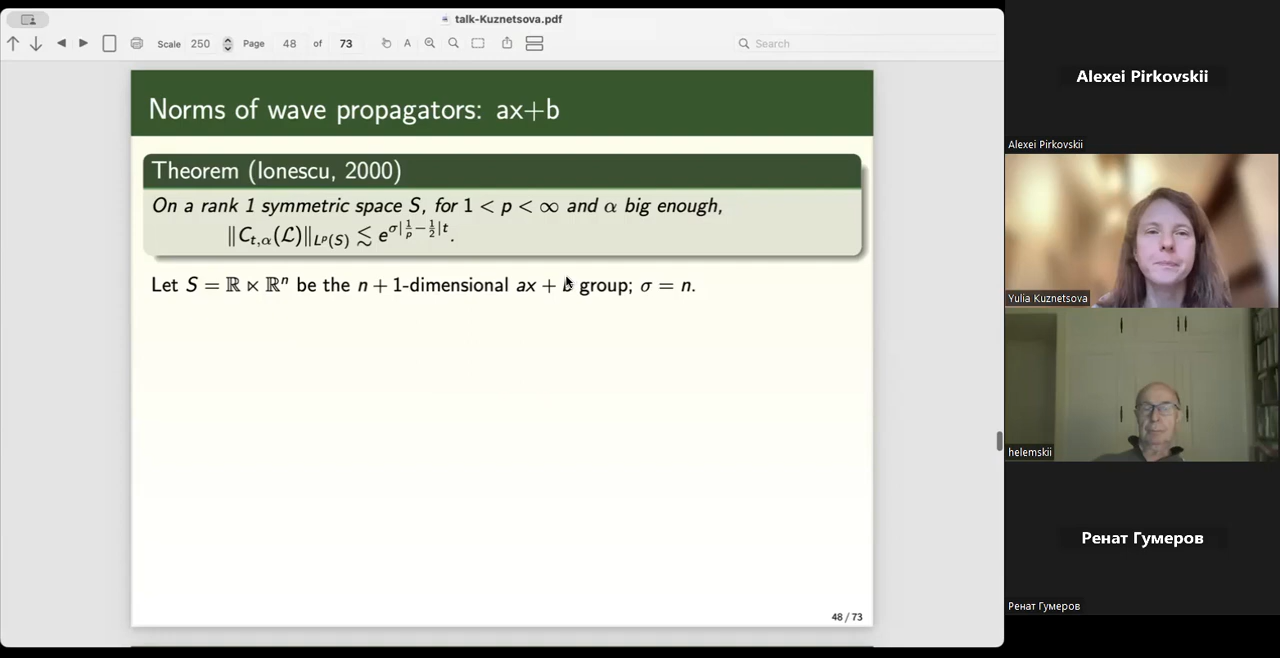 talk-Kuznetsova.pdf
Scale 250 Page 48 of 73 A Search
Norms of wave propagators: ax+b
Theorem (Ionescu, 2000)
On a rank 1 symmetric space S, for 1 < p < ∞ and α big enough,
‖C_{t,α}(ℒ)‖_{L^p(S)} ≲ e^{σ|1/p − 1/2|t}.
Let S = ℝ ⋉ ℝⁿ be the n + 1-dimensional ax + b group; σ = n.
48 / 73
Alexei Pirkovskii
Alexei Pirkovskii
Yulia Kuznetsova
helemskii
Ренат Гумеров
Ренат Гумеров